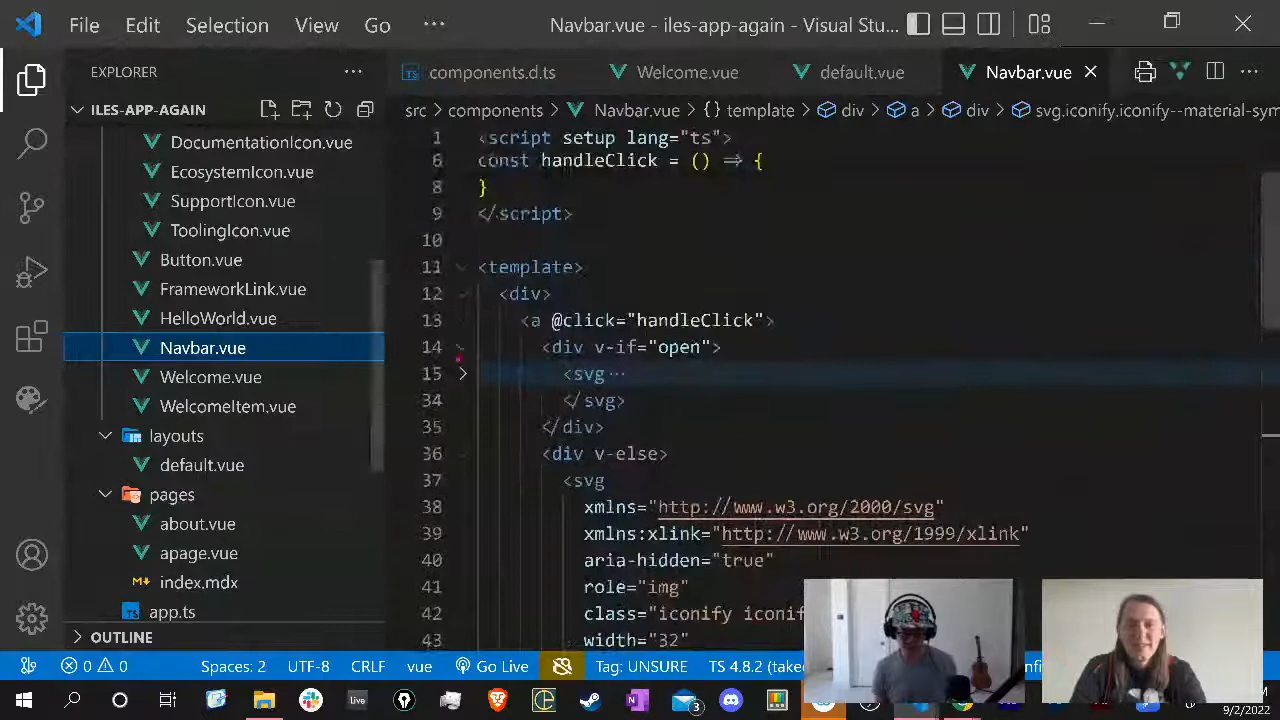 File Edit Selection View Go ··· Navbar.vue - iles-app-again - Visual Stu...
EXPLORER ···
components.d.ts Welcome.vue default.vue Navbar.vue
ILES-APP-AGAIN
src > components > Navbar.vue > {} template > div > a > div > svg.iconify.iconify--material-sym
DocumentationIcon.vue
EcosystemIcon.vue
SupportIcon.vue
ToolingIcon.vue
Button.vue
FrameworkLink.vue
HelloWorld.vue
Navbar.vue
Welcome.vue
WelcomeItem.vue
layouts
default.vue
pages
about.vue
apage.vue
index.mdx
TS app.ts
OUTLINE
1 <script setup lang="ts">
6 const handleClick = () => {
8 }
9 </script>
10
11 <template>
12 <div>
13 <a @click="handleClick">
14 <div v-if="open">
15 <svg ···
34 </svg>
35 </div>
36 <div v-else>
37 <svg
38 xmlns="http://www.w3.org/2000/svg"
39 xmlns:xlink="http://www.w3.org/1999/xlink"
40 aria-hidden="true"
41 role="img"
42 class="iconify iconif
43 width="32"
0 0 Spaces: 2 UTF-8 CRLF vue Go Live Tag: UNSURE TS 4.8.2 (take
9/2/2022